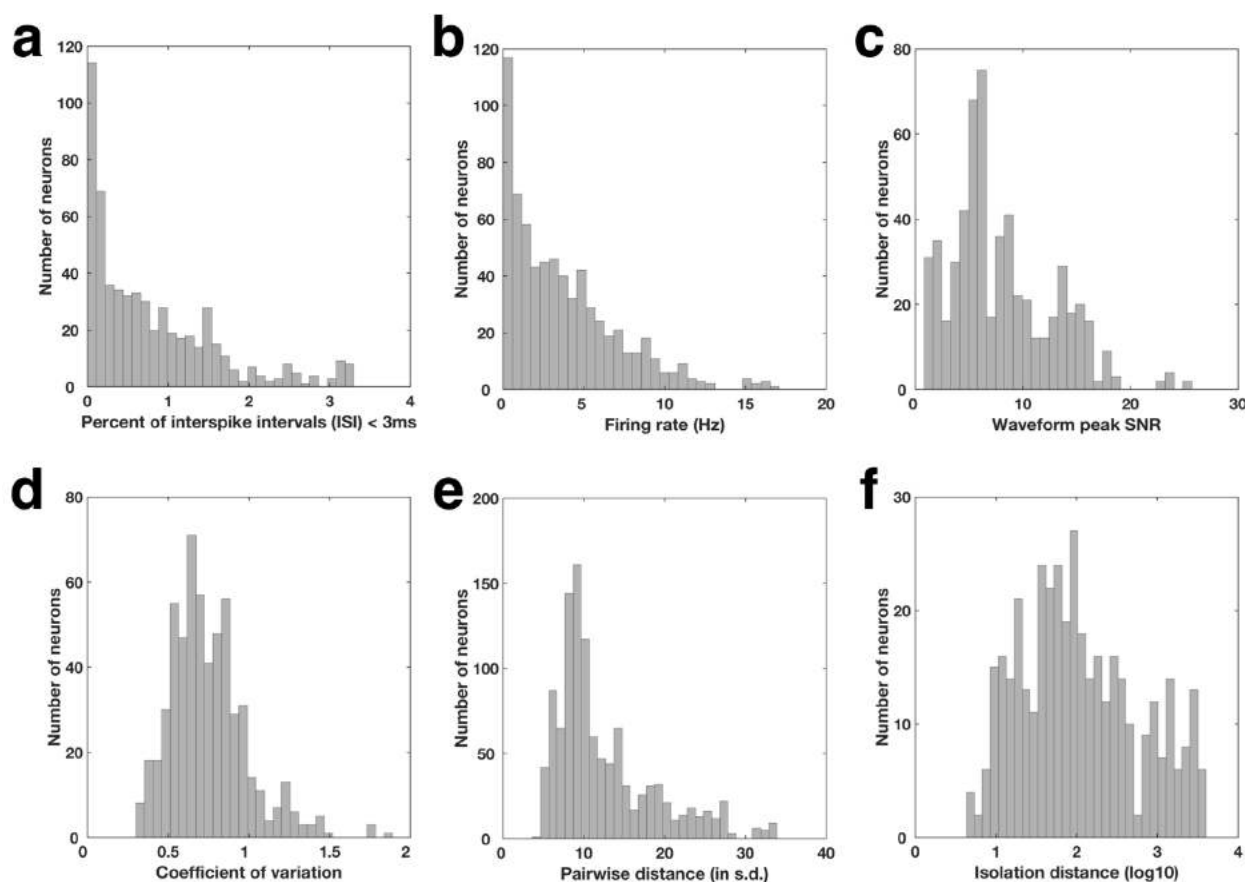 a
120
100
80
60
40
20
0
Number of neurons
0 1 2 3 4
Percent of interspike intervals (ISI) < 3ms
b
120
100
80
60
40
20
0
Number of neurons
0 5 10 15 20
Firing rate (Hz)
c
80
60
40
20
0
Number of neurons
0 10 20 30
Waveform peak SNR
d
80
60
40
20
0
Number of neurons
0 0.5 1 1.5 2
Coefficient of variation
e
200
150
100
50
0
Number of neurons
0 10 20 30 40
Pairwise distance (in s.d.)
f
30
20
10
0
Number of neurons
0 1 2 3 4
Isolation distance (log10)